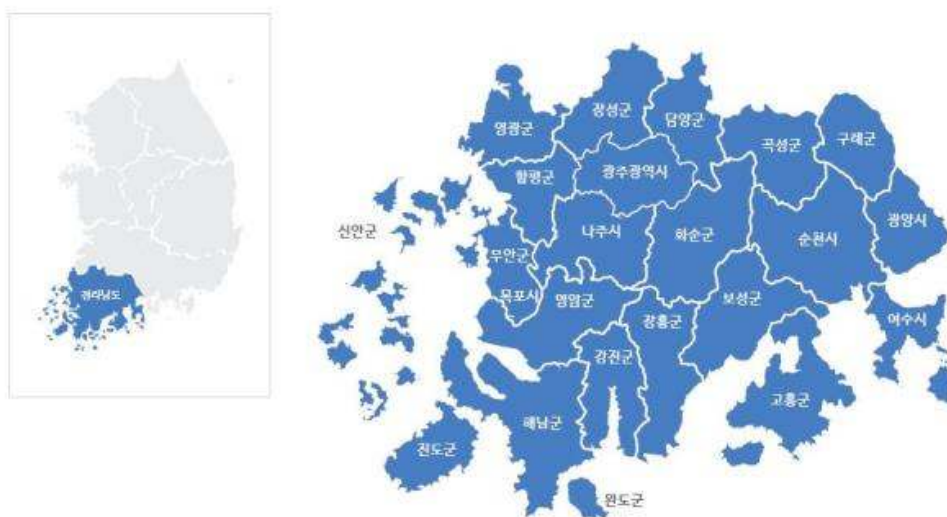 전라남도
영광군
장성군
담양군
곡성군
구례군
함평군
광주광역시
광양시
신안군
나주시
화순군
순천시
무안군
목포시
영암군
장흥군
보성군
여수시
강진군
고흥군
해남군
진도군
완도군